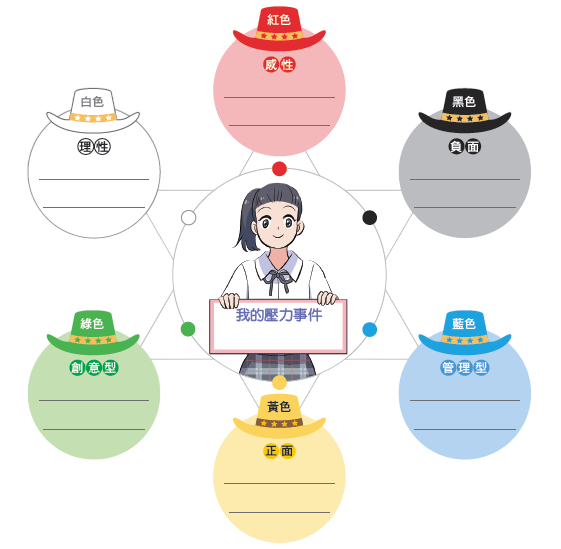 紅色
感性
白色
理性
黑色
負面
我的壓力事件
綠色
創意型
藍色
管理型
黃色
正面